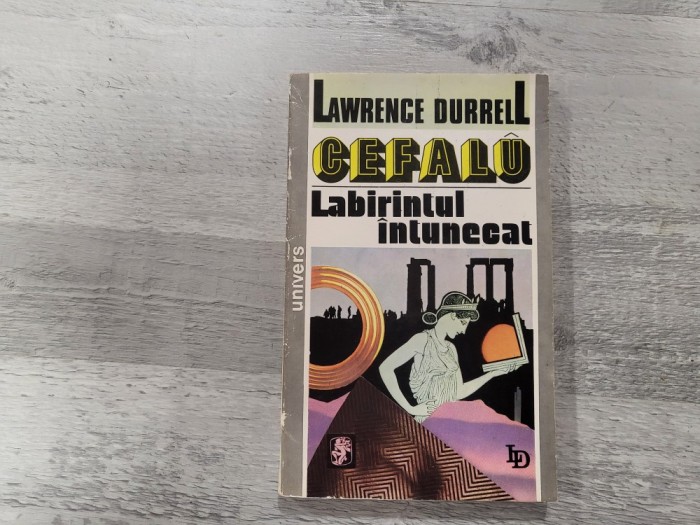 LAWRENCE DURRELL
CEFALÛ
Labirintul
întunecat
univers
LD